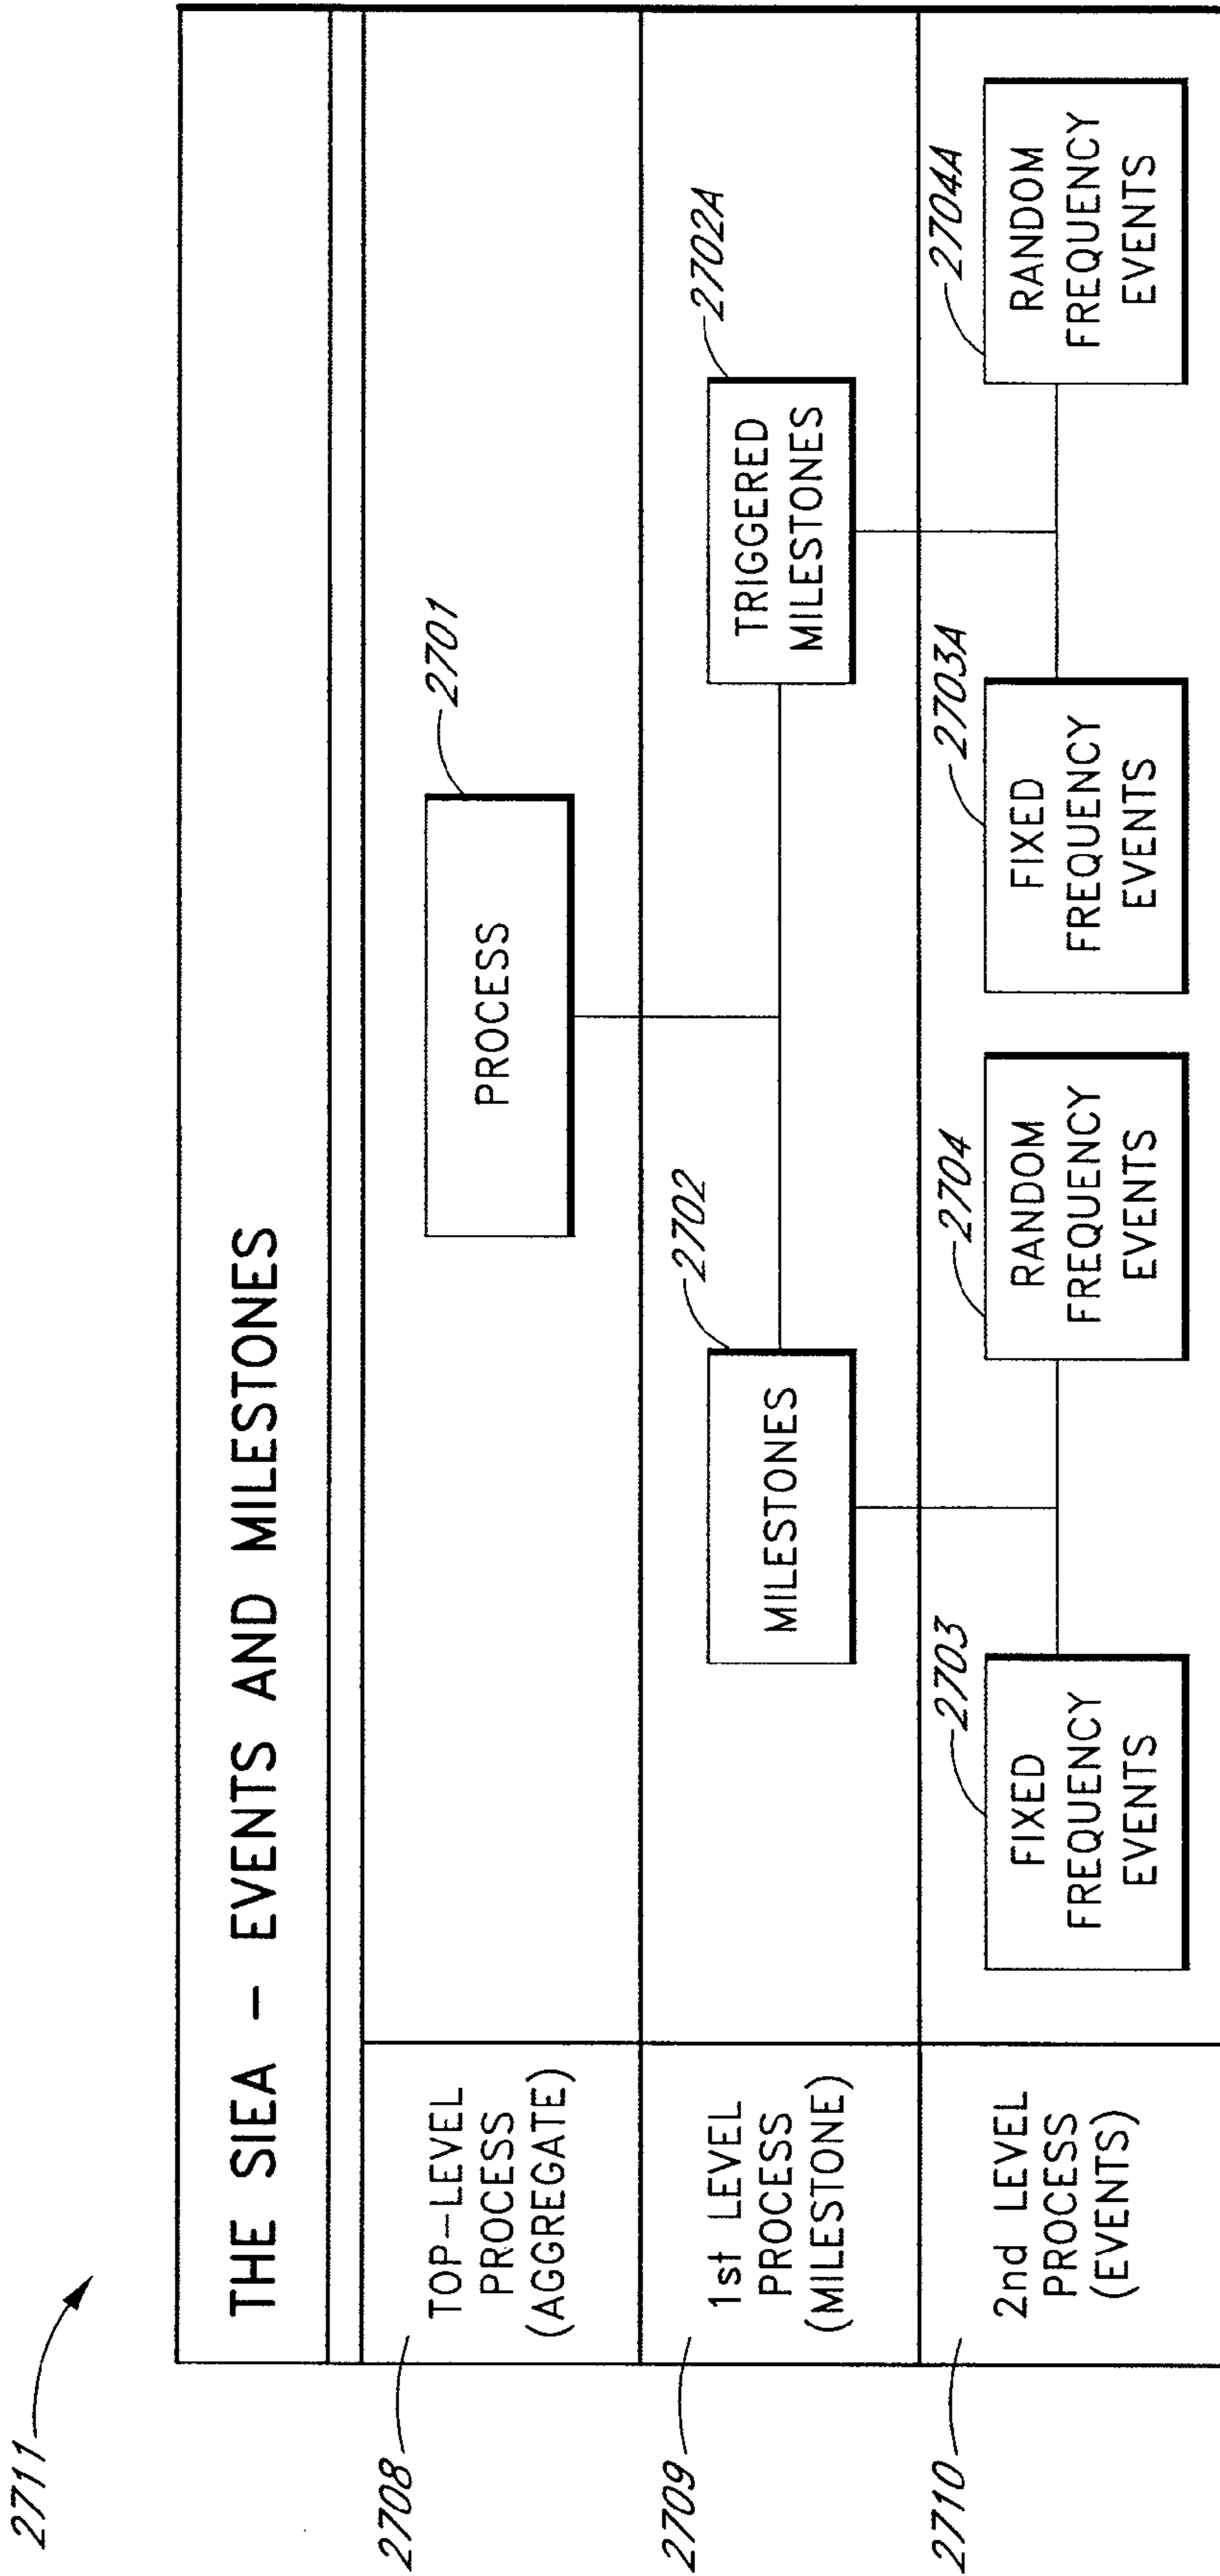 2711
THE SIEA - EVENTS AND MILESTONES
2708
TOP-LEVEL
PROCESS
(AGGREGATE)
2701
PROCESS
2709
1st LEVEL
PROCESS
(MILESTONE)
2702
MILESTONES
2702A
TRIGGERED
MILESTONES
2710
2nd LEVEL
PROCESS
(EVENTS)
2703
FIXED
FREQUENCY
EVENTS
2704
RANDOM
FREQUENCY
EVENTS
2703A
FIXED
FREQUENCY
EVENTS
2704A
RANDOM
FREQUENCY
EVENTS